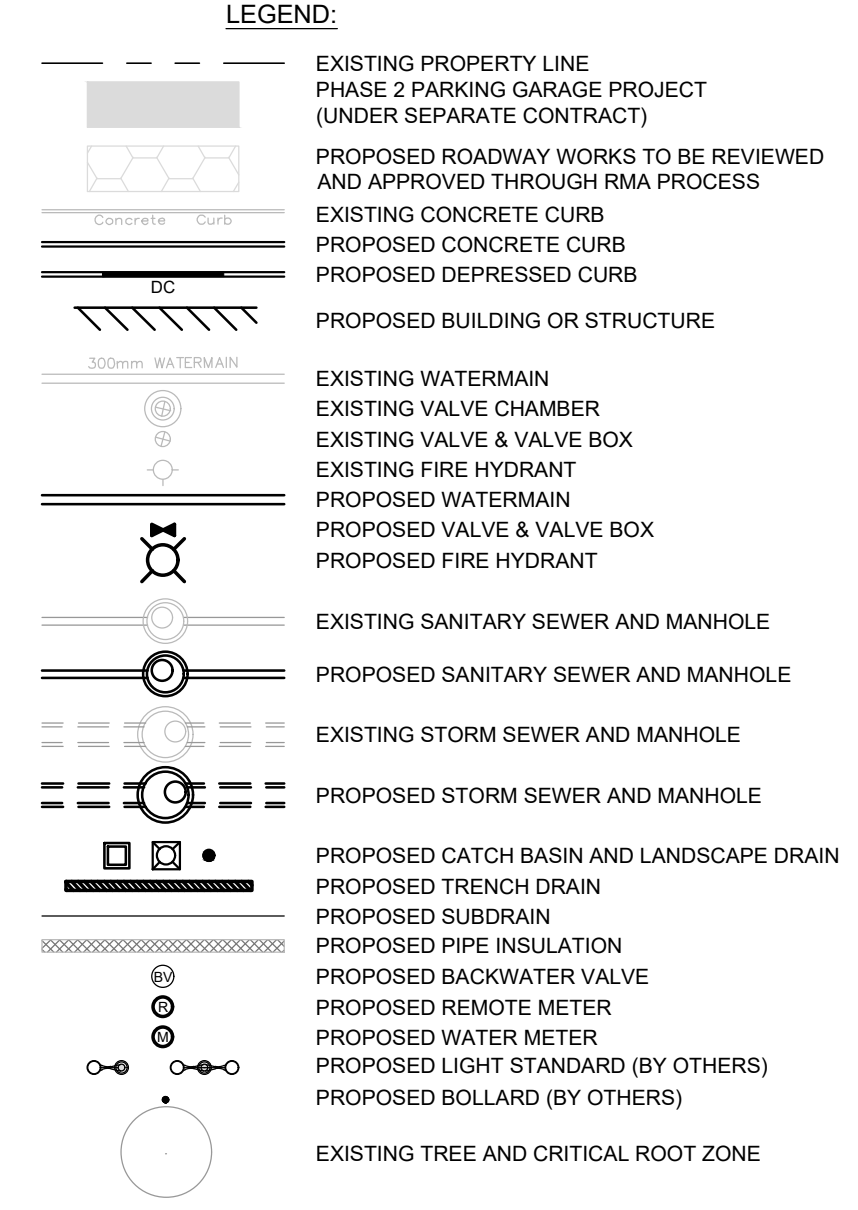 LEGEND:
EXISTING PROPERTY LINE
PHASE 2 PARKING GARAGE PROJECT
(UNDER SEPARATE CONTRACT)
PROPOSED ROADWAY WORKS TO BE REVIEWED
AND APPROVED THROUGH RMA PROCESS
Concrete Curb
EXISTING CONCRETE CURB
PROPOSED CONCRETE CURB
DC
PROPOSED DEPRESSED CURB
PROPOSED BUILDING OR STRUCTURE
300mm WATERMAIN
EXISTING WATERMAIN
EXISTING VALVE CHAMBER
EXISTING VALVE & VALVE BOX
EXISTING FIRE HYDRANT
PROPOSED WATERMAIN
PROPOSED VALVE & VALVE BOX
PROPOSED FIRE HYDRANT
EXISTING SANITARY SEWER AND MANHOLE
PROPOSED SANITARY SEWER AND MANHOLE
EXISTING STORM SEWER AND MANHOLE
PROPOSED STORM SEWER AND MANHOLE
PROPOSED CATCH BASIN AND LANDSCAPE DRAIN
PROPOSED TRENCH DRAIN
PROPOSED SUBDRAIN
PROPOSED PIPE INSULATION
BV PROPOSED BACKWATER VALVE
R PROPOSED REMOTE METER
M PROPOSED WATER METER
PROPOSED LIGHT STANDARD (BY OTHERS)
PROPOSED BOLLARD (BY OTHERS)
EXISTING TREE AND CRITICAL ROOT ZONE